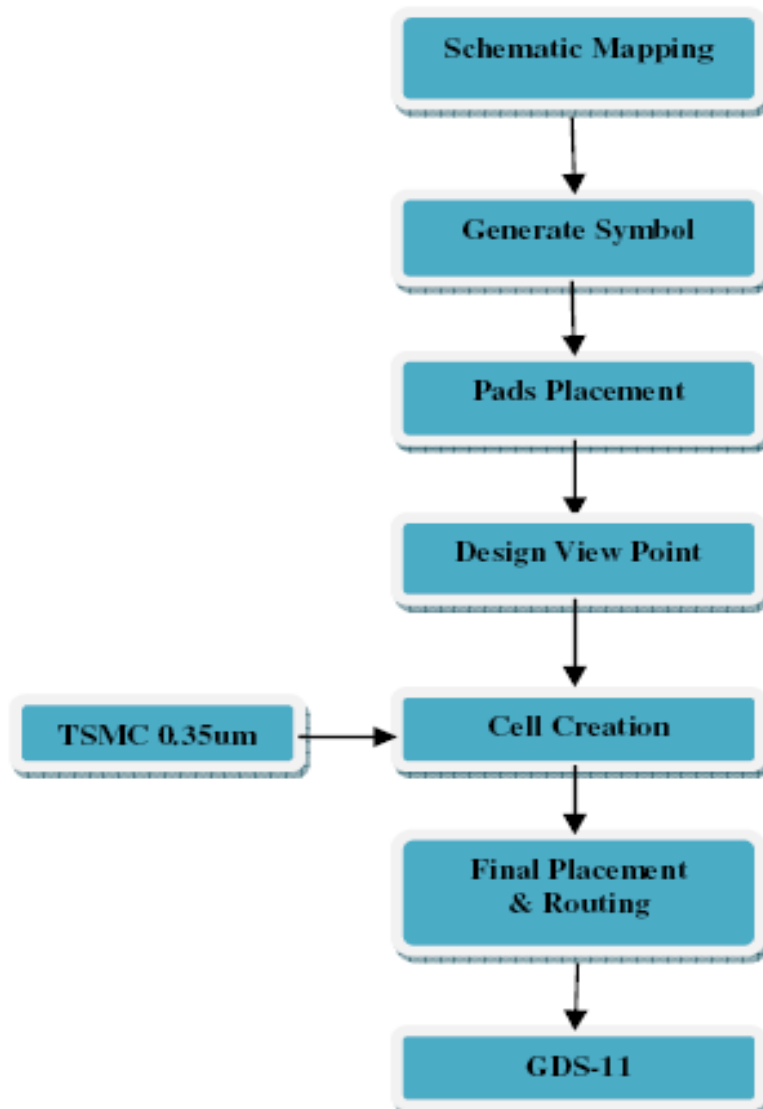 Schematic Mapping
Generate Symbol
Pads Placement
Design View Point
TSMC 0.35um
Cell Creation
Final Placement
& Routing
GDS-11